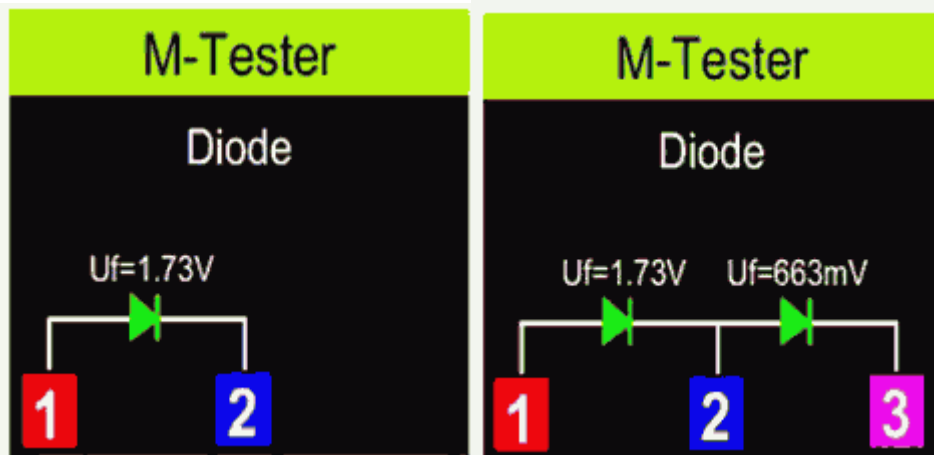 M-Tester
Diode
Uf=1.73V
1 2
M-Tester
Diode
Uf=1.73V Uf=663mV
1 2 3